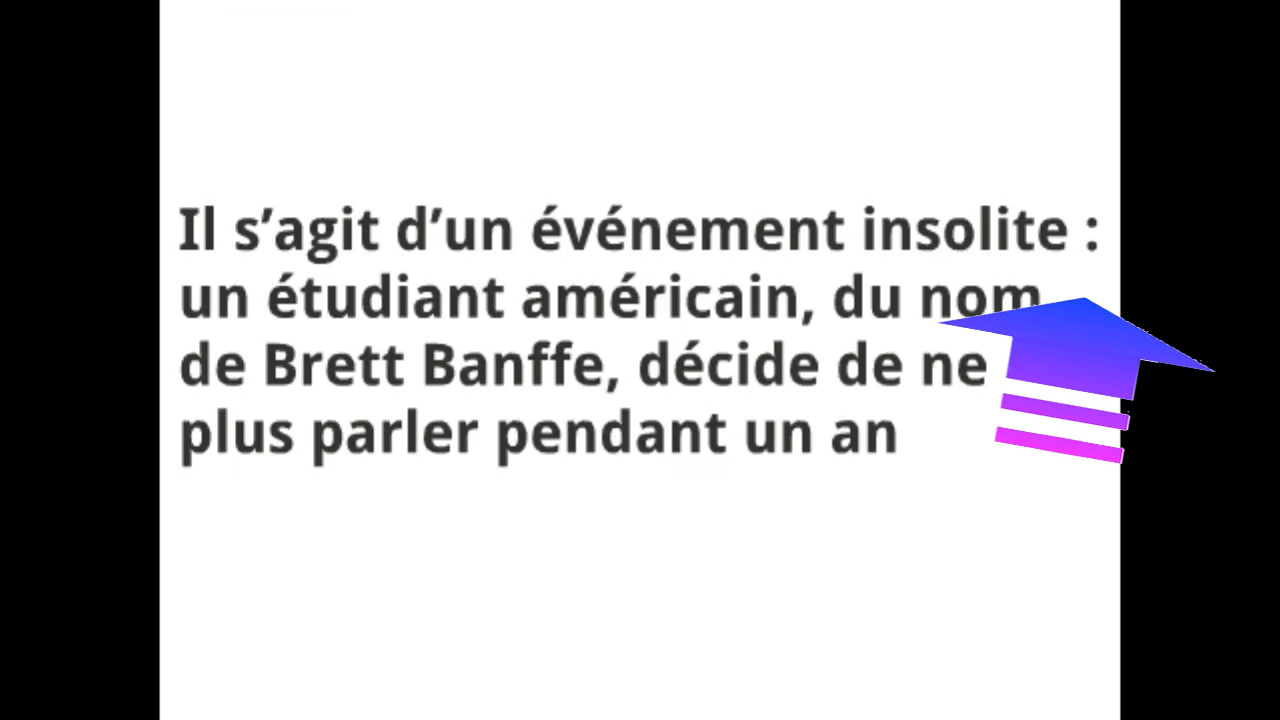 Il s’agit d’un événement insolite :
un étudiant américain, du nom
de Brett Banffe, décide de ne
plus parler pendant un an